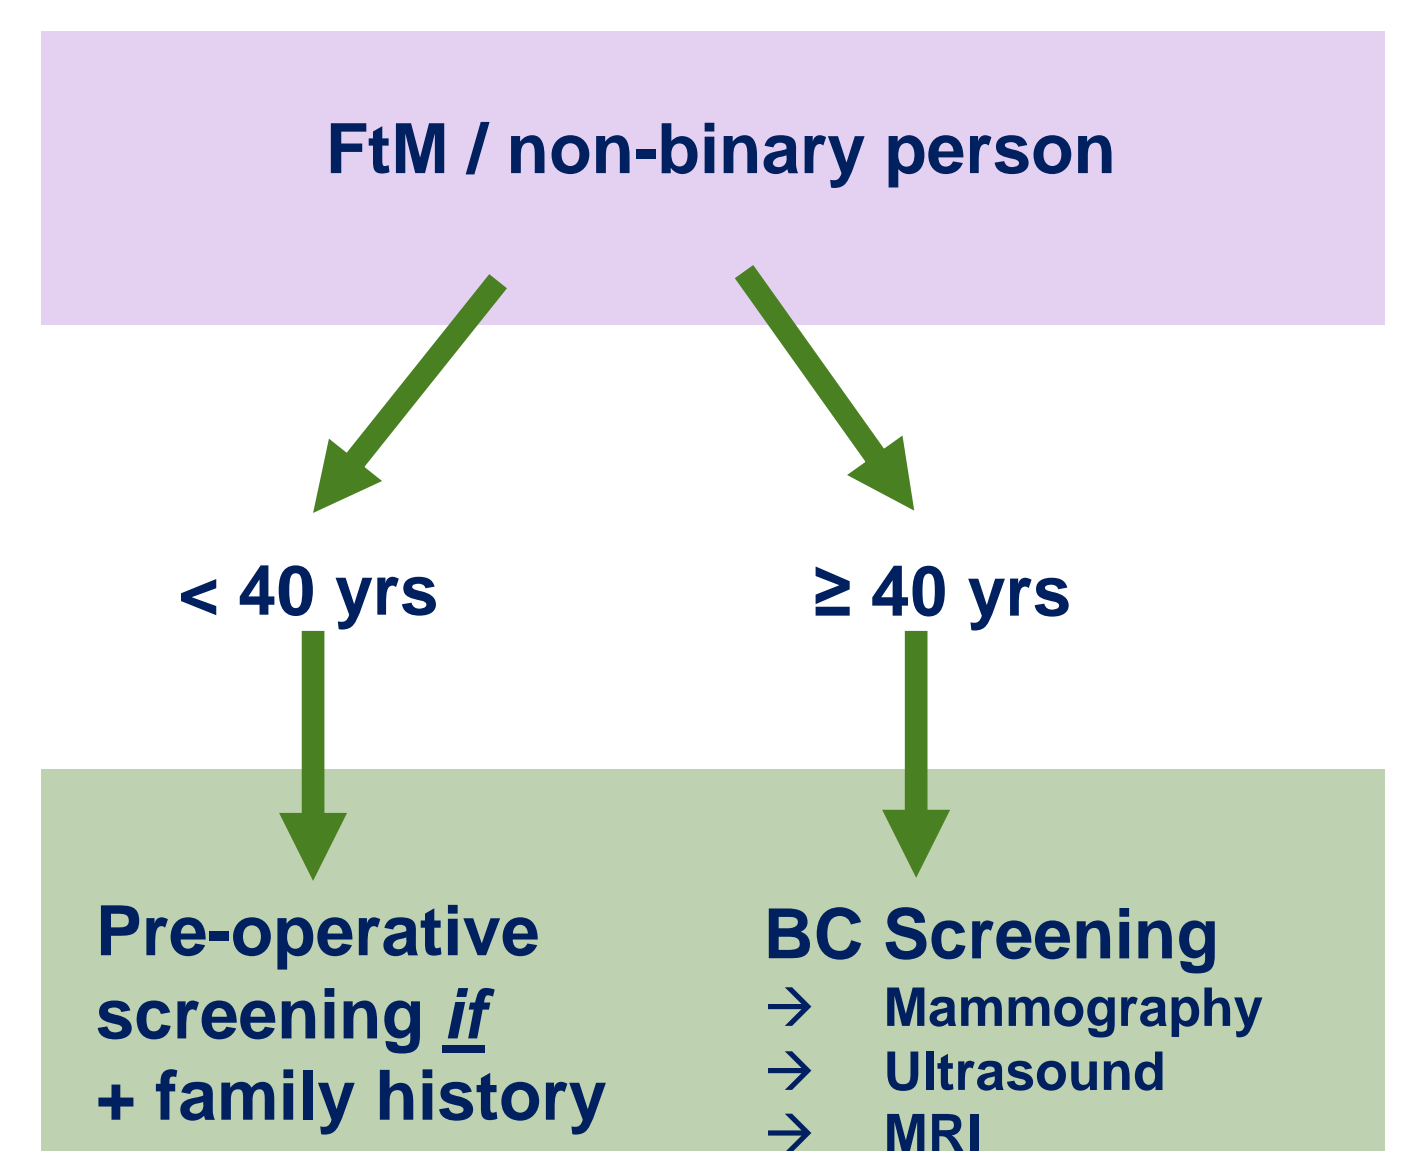 FtM / non-binary person
< 40 yrs
≥ 40 yrs
Pre-operative
screening if
+ family history
BC Screening
→ Mammography
→ Ultrasound
→ MRI